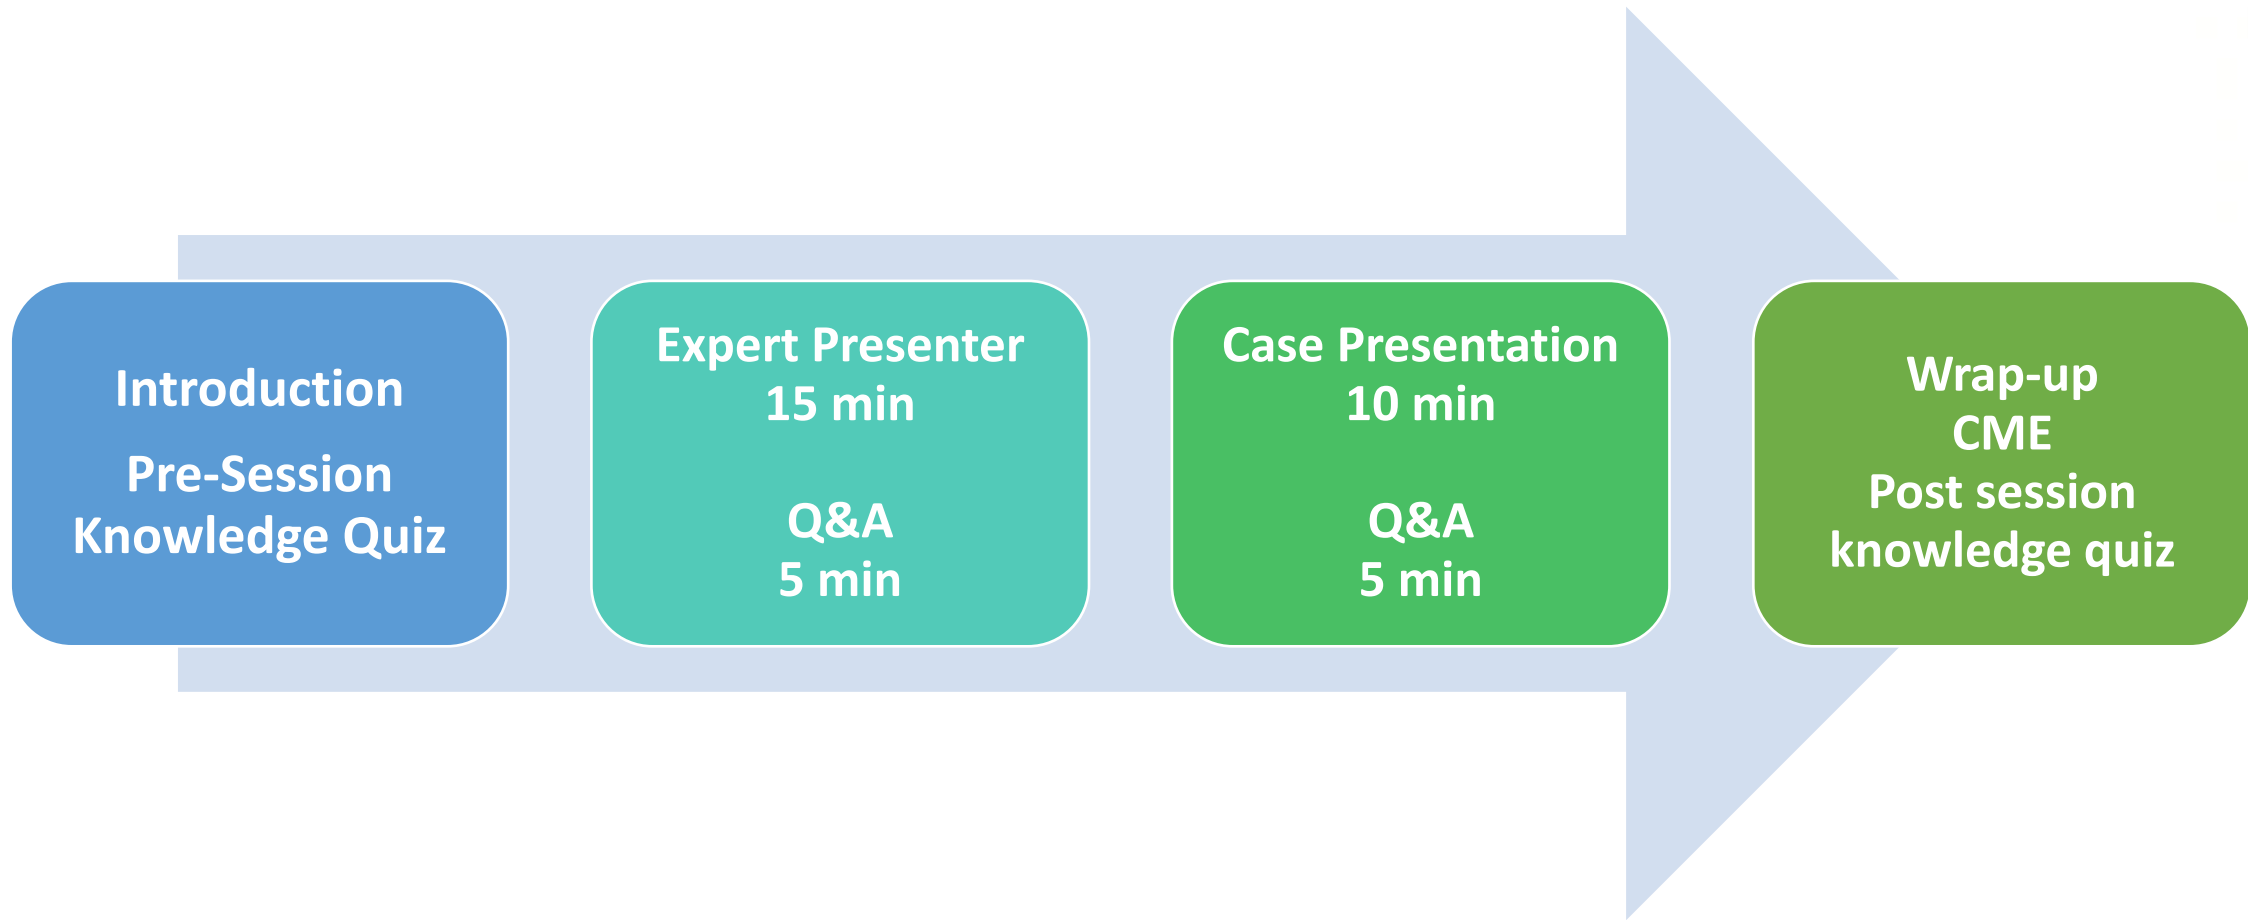 Introduction
Pre-Session
Knowledge Quiz
Expert Presenter
15 min
Q&A
5 min
Case Presentation
10 min
Q&A
5 min
Wrap-up
CME
Post session
knowledge quiz